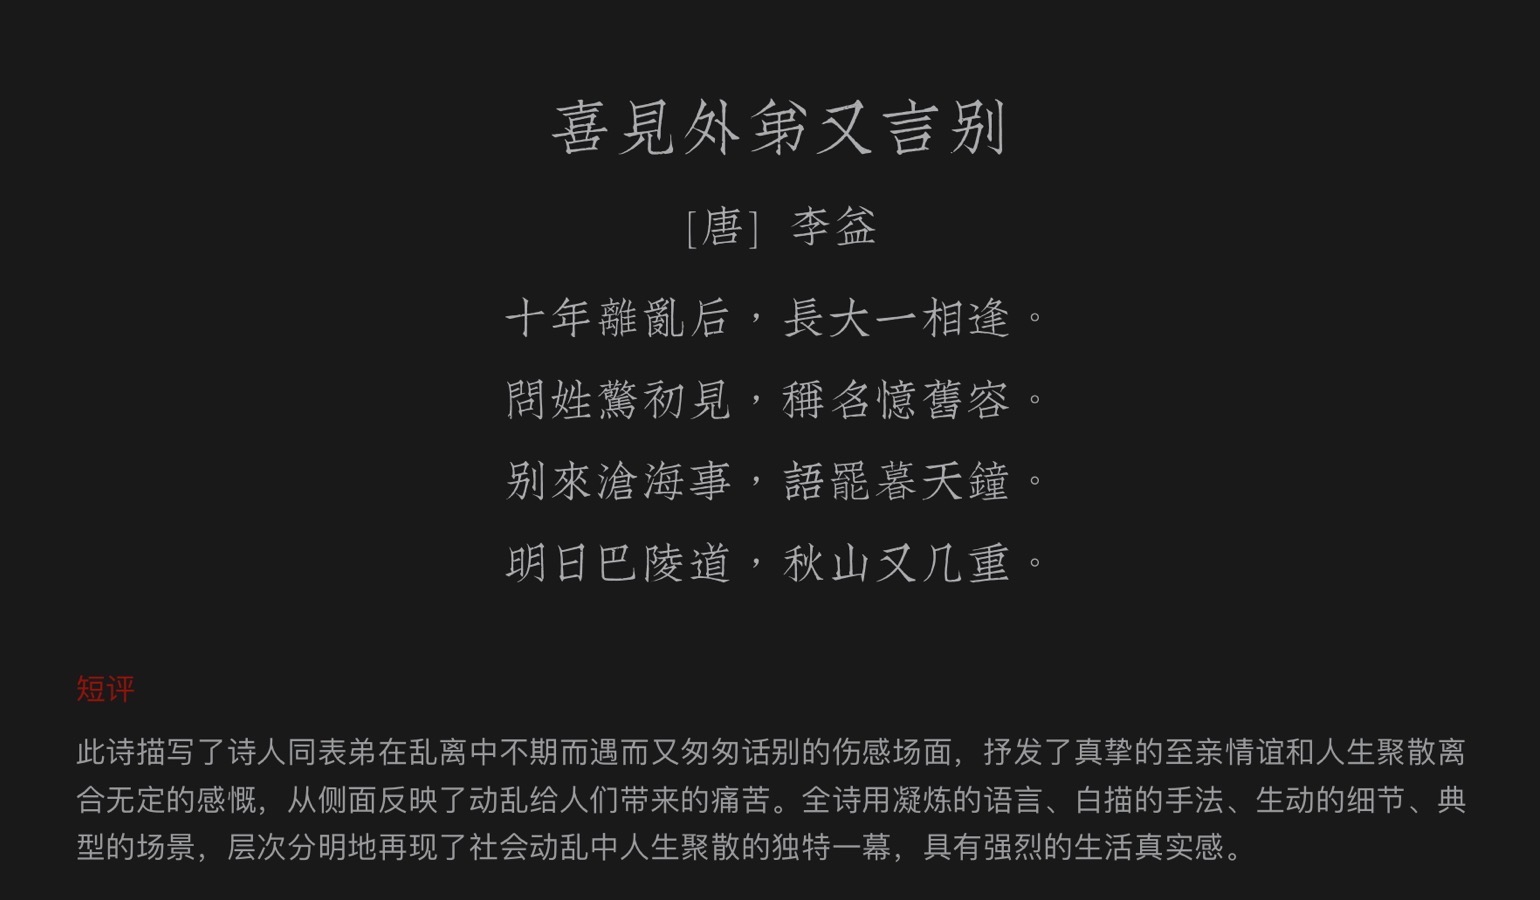 喜見外弟又言别
[唐] 李益
十年離亂后，長大一相逢。
問姓驚初見，稱名憶舊容。
别來滄海事，語罷暮天鐘。
明日巴陵道，秋山又几重。
短评
此诗描写了诗人同表弟在乱离中不期而遇而又匆匆话别的伤感场面，抒发了真挚的至亲情谊和人生聚散离
合无定的感慨，从侧面反映了动乱给人们带来的痛苦。全诗用凝炼的语言、白描的手法、生动的细节、典
型的场景，层次分明地再现了社会动乱中人生聚散的独特一幕，具有强烈的生活真实感。